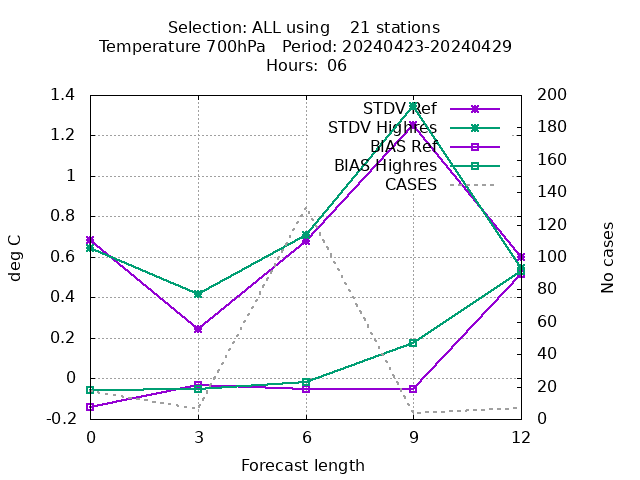 Selection: ALL using    21 stations
Temperature 700hPa   Period: 20240423-20240429
Hours: 06
1.4
1.2
1
0.8
0.6
0.4
0.2
0
-0.2
deg C
200
180
160
140
120
100
80
60
40
20
0
No cases
STDV Ref
STDV Highres
BIAS Ref
BIAS Highres
CASES
0 3 6 9 12
Forecast length